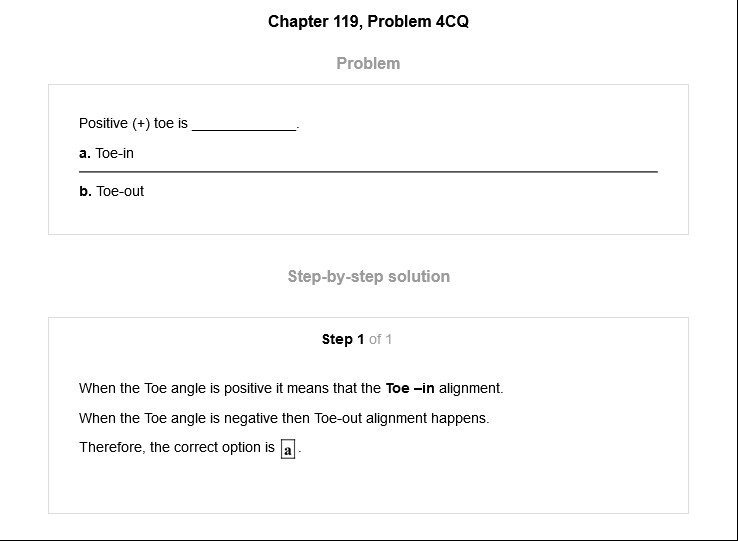 Chapter 119, Problem 4CQ
Problem
Positive (+) toe is _____________.
a. Toe-in
b. Toe-out
Step-by-step solution
Step 1 of 1
When the Toe angle is positive it means that the Toe –in alignment.
When the Toe angle is negative then Toe-out alignment happens.
Therefore, the correct option is a.